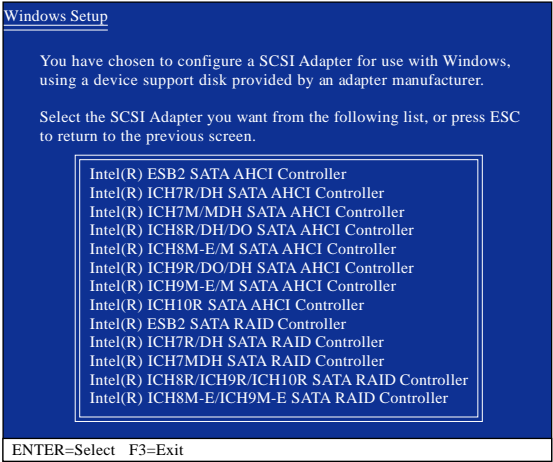 Windows Setup
You have chosen to configure a SCSI Adapter for use with Windows,
using a device support disk provided by an adapter manufacturer.
Select the SCSI Adapter you want from the following list, or press ESC
to return to the previous screen.
Intel(R) ESB2 SATA AHCI Controller
Intel(R) ICH7R/DH SATA AHCI Controller
Intel(R) ICH7M/MDH SATA AHCI Controller
Intel(R) ICH8R/DH/DO SATA AHCI Controller
Intel(R) ICH8M-E/M SATA AHCI Controller
Intel(R) ICH9R/DO/DH SATA AHCI Controller
Intel(R) ICH9M-E/M SATA AHCI Controller
Intel(R) ICH10R SATA AHCI Controller
Intel(R) ESB2 SATA RAID Controller
Intel(R) ICH7R/DH SATA RAID Controller
Intel(R) ICH7MDH SATA RAID Controller
Intel(R) ICH8R/ICH9R/ICH10R SATA RAID Controller
Intel(R) ICH8M-E/ICH9M-E SATA RAID Controller
ENTER=Select F3=Exit